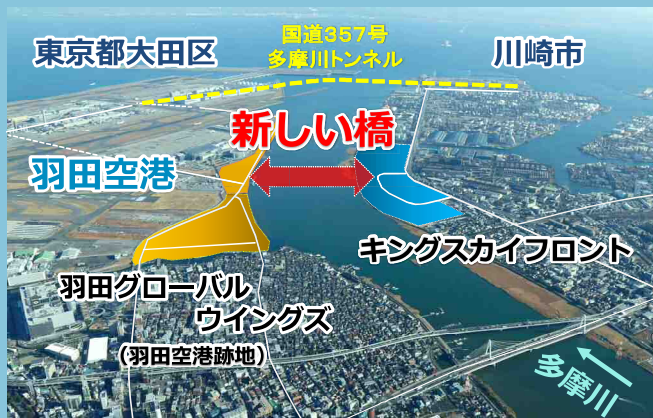 国道357号
多摩川トンネル
東京都大田区
川崎市
新しい橋
羽田空港
キングスカイフロント
羽田グローバル
ウイングズ
（羽田空港跡地）
多摩川